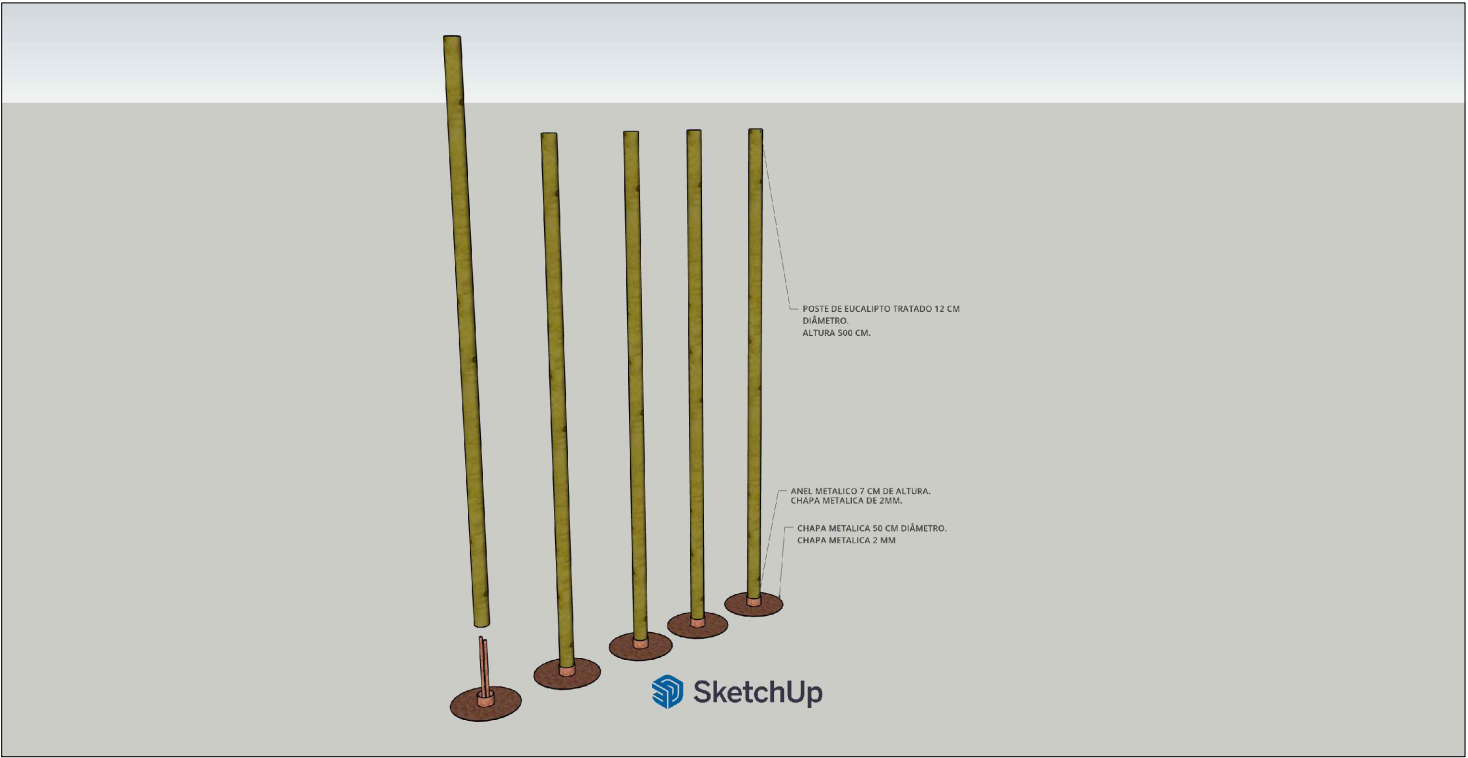 POSTE DE EUCALIPTO TRATADO 12 CM
DIÂMETRO.
ALTURA 500 CM.
ANEL METALICO 7 CM DE ALTURA.
CHAPA METALICA DE 2MM.
CHAPA METALICA 50 CM DIÂMETRO.
CHAPA METALICA 2 MM
SketchUp